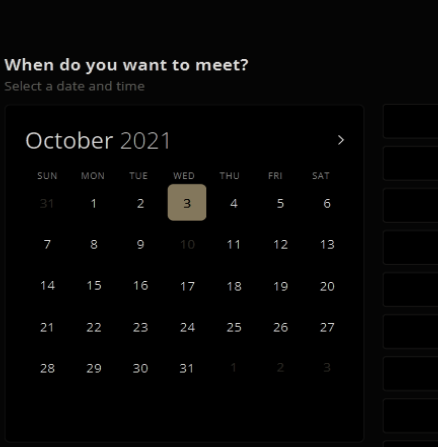 When do you want to meet?
Select a date and time
October 2021 >
SUN MON TUE WED THU FRI SAT
31 1 2 3 4 5 6
7 8 9 10 11 12 13
14 15 16 17 18 19 20
21 22 23 24 25 26 27
28 29 30 31 1 2 3